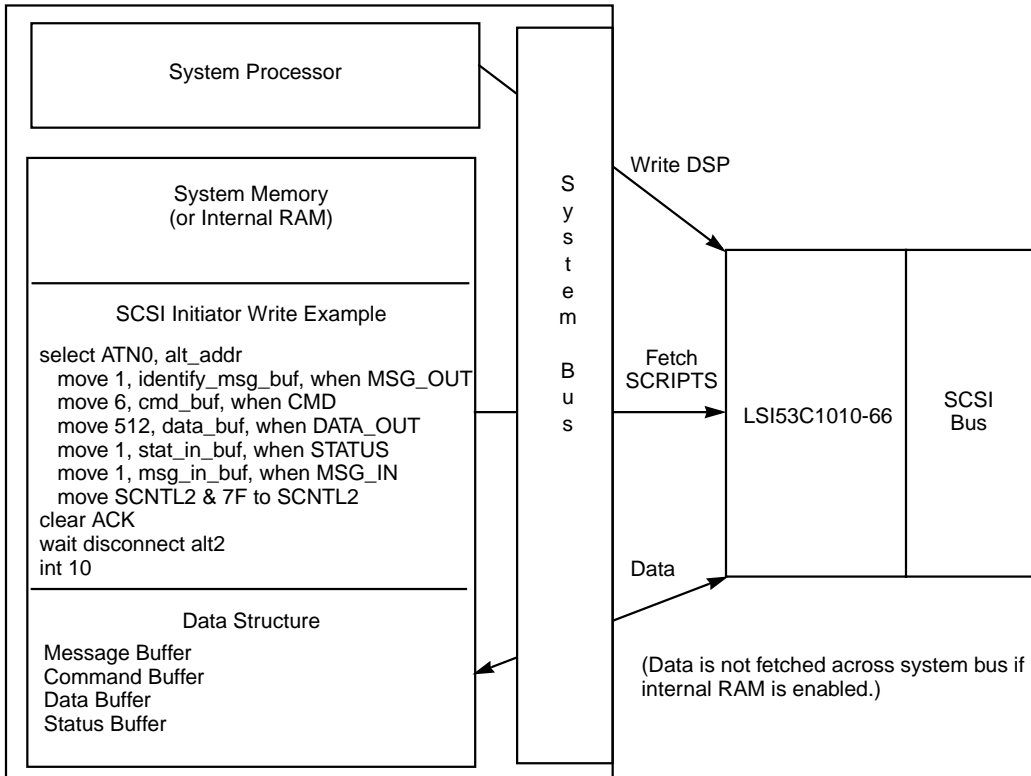 System Processor
System Memory
(or Internal RAM)
SCSI Initiator Write Example
select ATN0, alt_addr
move 1, identify_msg_buf, when MSG_OUT
move 6, cmd_buf, when CMD
move 512, data_buf, when DATA_OUT
move 1, stat_in_buf, when STATUS
move 1, msg_in_buf, when MSG_IN
move SCNTL2 & 7F to SCNTL2
clear ACK
wait disconnect alt2
int 10
Data Structure
Message Buffer
Command Buffer
Data Buffer
Status Buffer
System Bus
Write DSP
Fetch
SCRIPTS
Data
LSI53C1010-66
SCSI
Bus
(Data is not fetched across system bus if
internal RAM is enabled.)